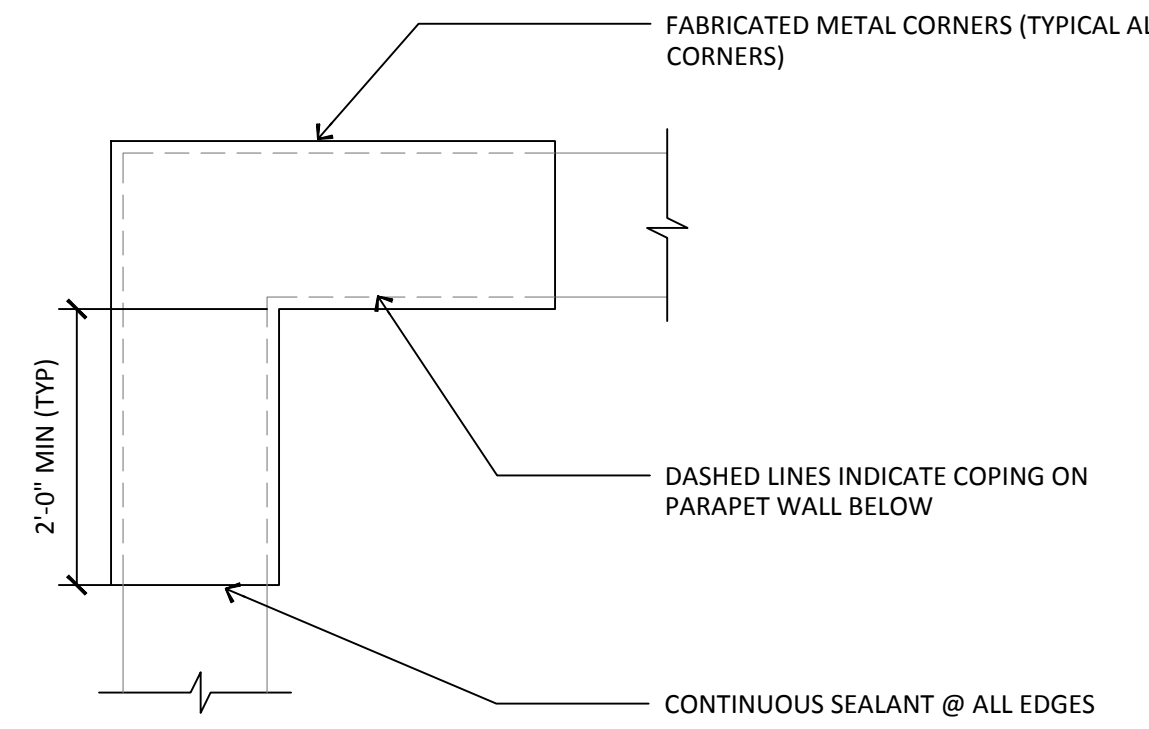 FABRICATED METAL CORNERS (TYPICAL
CORNERS)
2'-0" MIN (TYP)
DASHED LINES INDICATE COPING ON
PARAPET WALL BELOW
CONTINUOUS SEALANT @ ALL EDGES